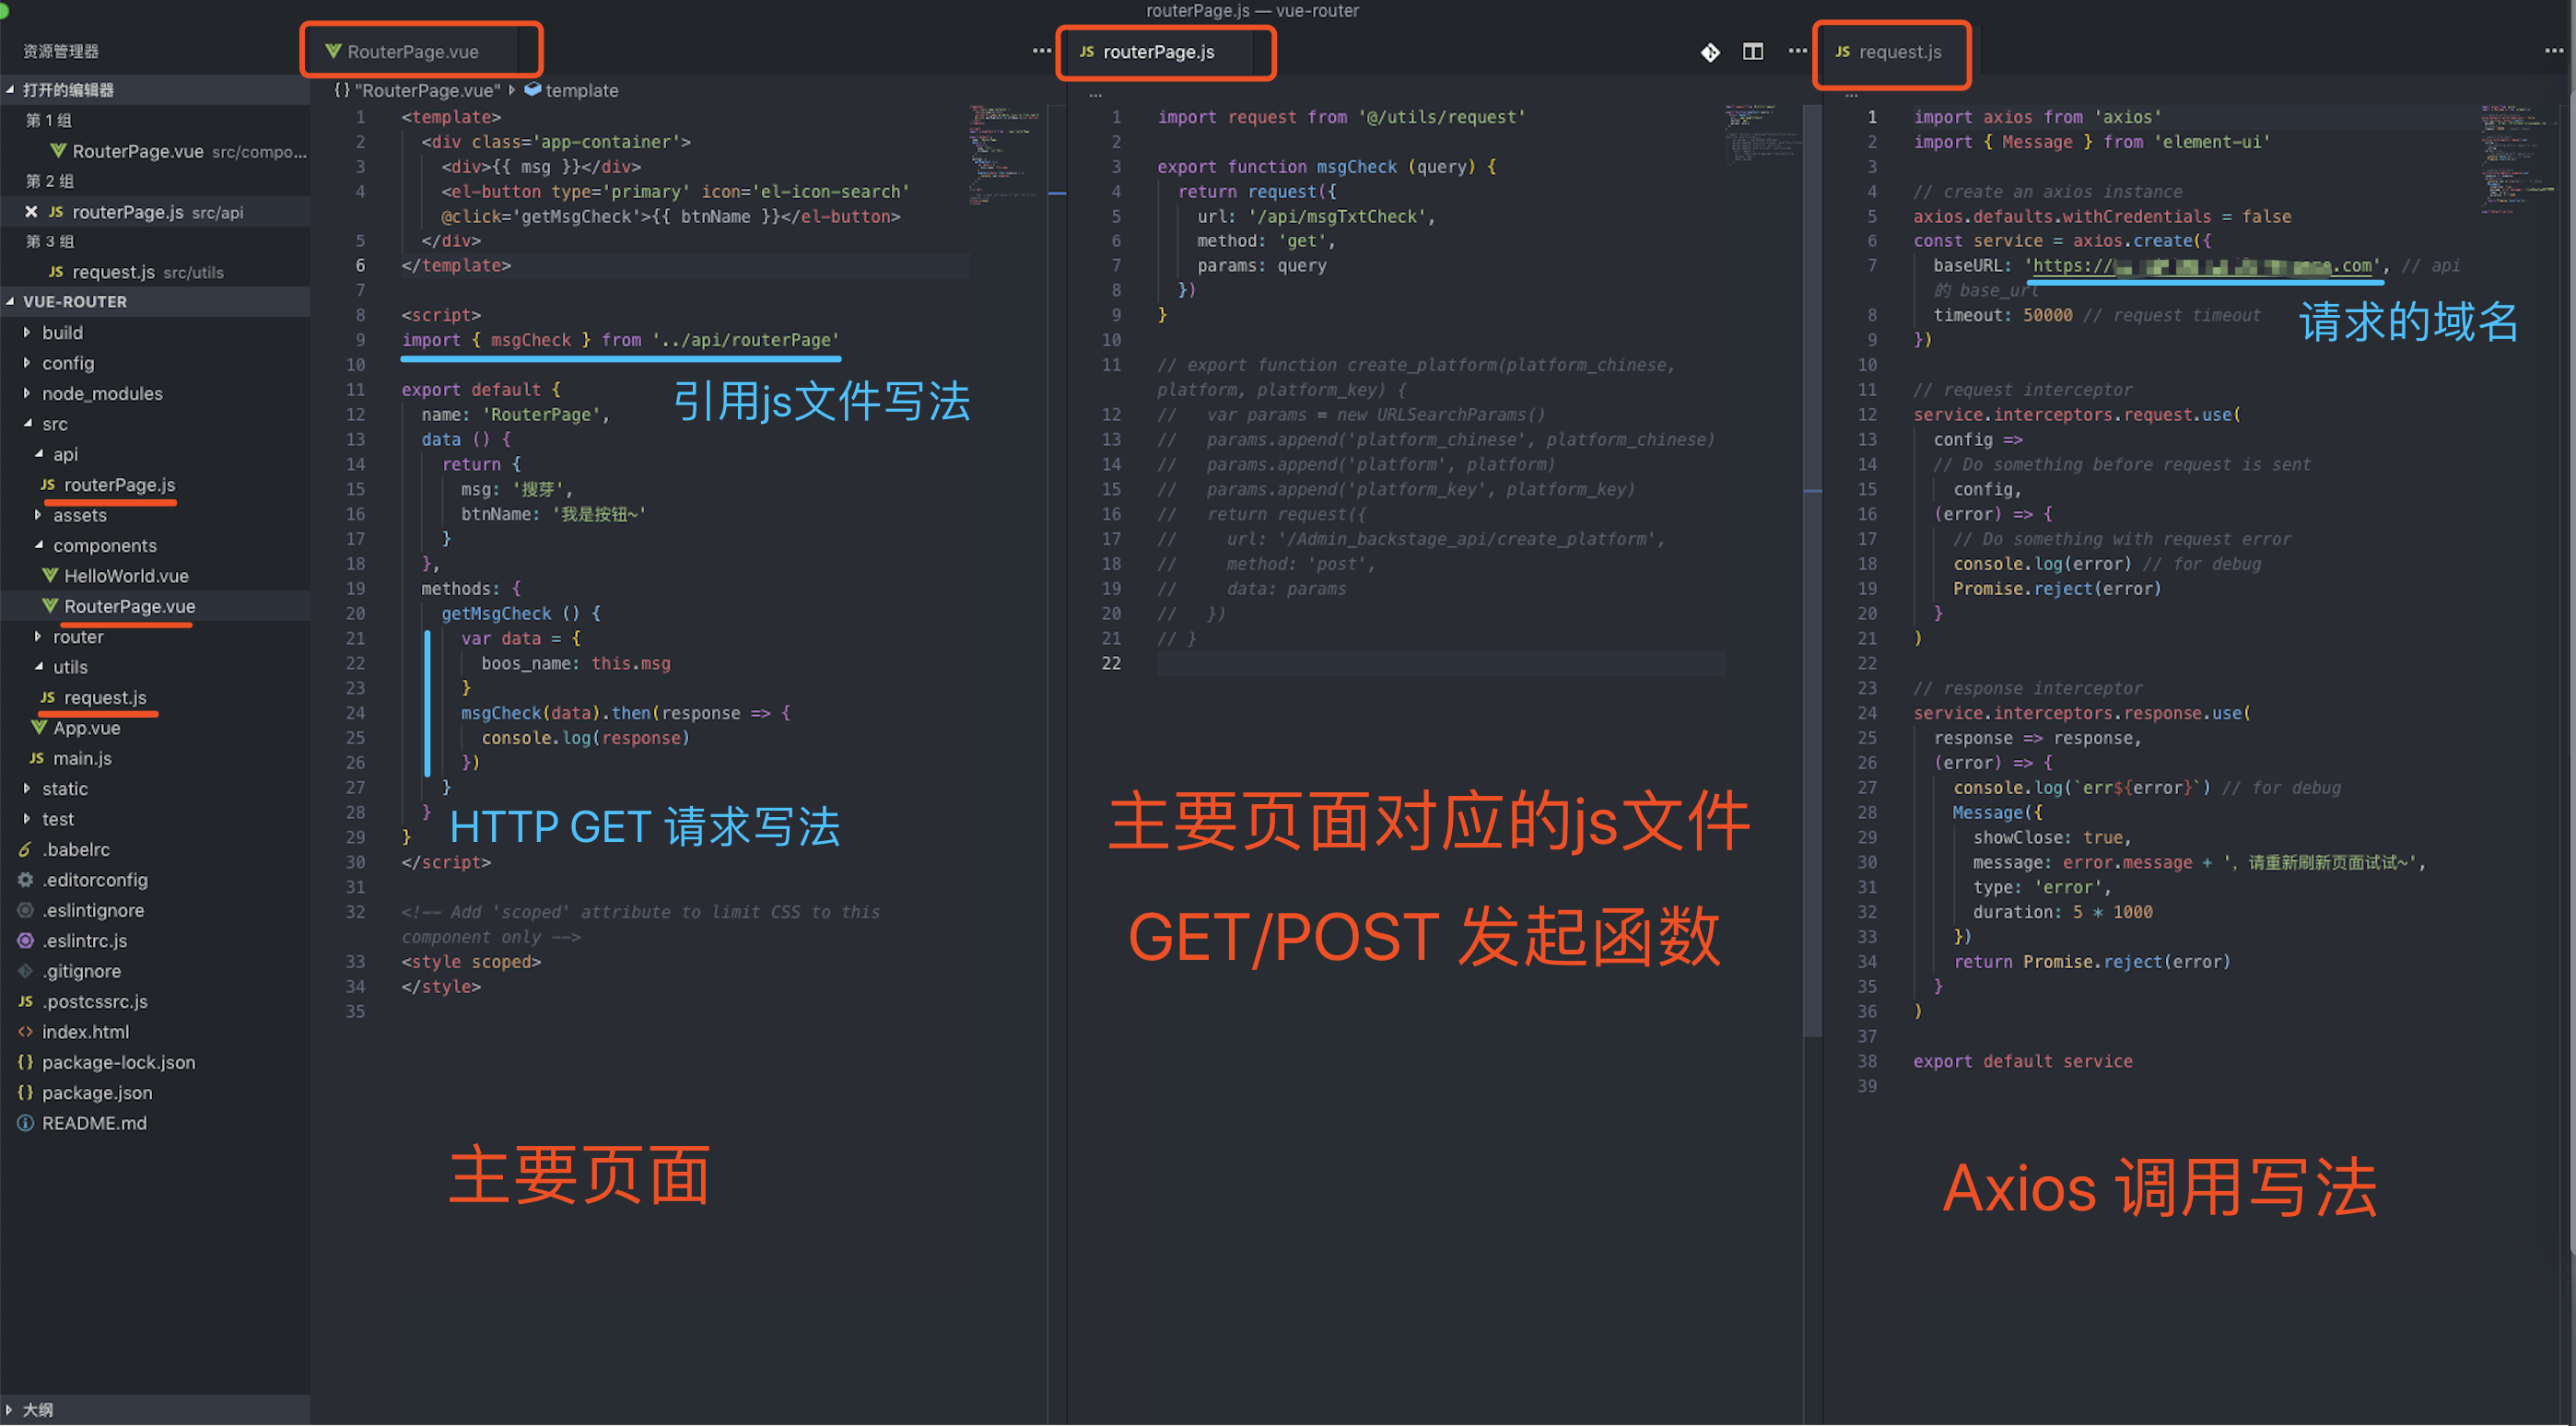 routerPage.js — vue-router
资源管理器
打开的编辑器
第 1 组
RouterPage.vue src/compo...
第 2 组
routerPage.js src/api
第 3 组
request.js src/utils
VUE-ROUTER
build
config
node_modules
src
api
routerPage.js
assets
components
HelloWorld.vue
RouterPage.vue
router
utils
request.js
App.vue
main.js
static
test
.babelrc
.editorconfig
.eslintignore
.eslintrc.js
.gitignore
.postcssrc.js
index.html
package-lock.json
package.json
README.md
大纲
RouterPage.vue
{} "RouterPage.vue" template
1 <template>
2 <div class='app-container'>
3 <div>{{ msg }}</div>
4 <el-button type='primary' icon='el-icon-search'
@click='getMsgCheck'>{{ btnName }}</el-button>
5 </div>
6 </template>
7
8 <script>
9 import { msgCheck } from '../api/routerPage'
10
引用js文件写法
11 export default {
12 name: 'RouterPage',
13 data () {
14 return {
15 msg: '搜芽',
16 btnName: '我是按钮~'
17 }
18 },
19 methods: {
20 getMsgCheck () {
21 var data = {
22 boos_name: this.msg
23 }
24 msgCheck(data).then(response => {
25 console.log(response)
26 })
27 }
28 }
HTTP GET 请求写法
29 }
30 </script>
31
32 <!-- Add 'scoped' attribute to limit CSS to this
component only -->
33 <style scoped>
34 </style>
35
主要页面
JS routerPage.js
...
1 import request from '@/utils/request'
2
3 export function msgCheck (query) {
4 return request({
5 url: '/api/msgTxtCheck',
6 method: 'get',
7 params: query
8 })
9 }
10
11 // export function create_platform(platform_chinese,
platform, platform_key) {
12 // var params = new URLSearchParams()
13 // params.append('platform_chinese', platform_chinese)
14 // params.append('platform', platform)
15 // params.append('platform_key', platform_key)
16 // return request({
17 // url: '/Admin_backstage_api/create_platform',
18 // method: 'post',
19 // data: params
20 // })
21 // }
22
主要页面对应的js文件
GET/POST 发起函数
JS request.js
...
1 import axios from 'axios'
2 import { Message } from 'element-ui'
3
4 // create an axios instance
5 axios.defaults.withCredentials = false
6 const service = axios.create({
7 baseURL: 'https:// .com', // api
的 base_url
请求的域名
8 timeout: 50000 // request timeout
9 })
10
11 // request interceptor
12 service.interceptors.request.use(
13 config =>
14 // Do something before request is sent
15 config,
16 (error) => {
17 // Do something with request error
18 console.log(error) // for debug
19 Promise.reject(error)
20 }
21 )
22
23 // response interceptor
24 service.interceptors.response.use(
25 response => response,
26 (error) => {
27 console.log(`err${error}`) // for debug
28 Message({
29 showClose: true,
30 message: error.message + ', 请重新刷新页面试试~',
31 type: 'error',
32 duration: 5 * 1000
33 })
34 return Promise.reject(error)
35 }
36 )
37
38 export default service
39
Axios 调用写法